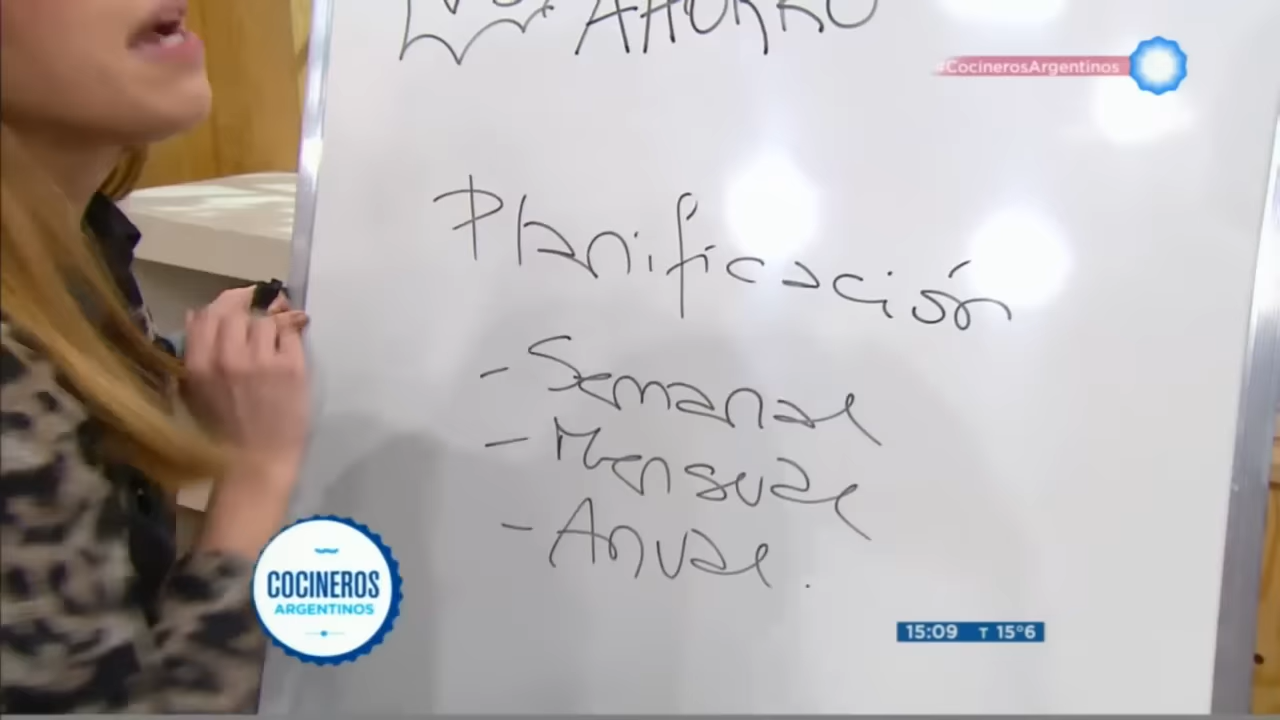 AHORRO
#CocinerosArgentinos
Planificación
- Semanal
- Mensual
- Anual.
COCINEROS
ARGENTINOS
15:09 T 15°6